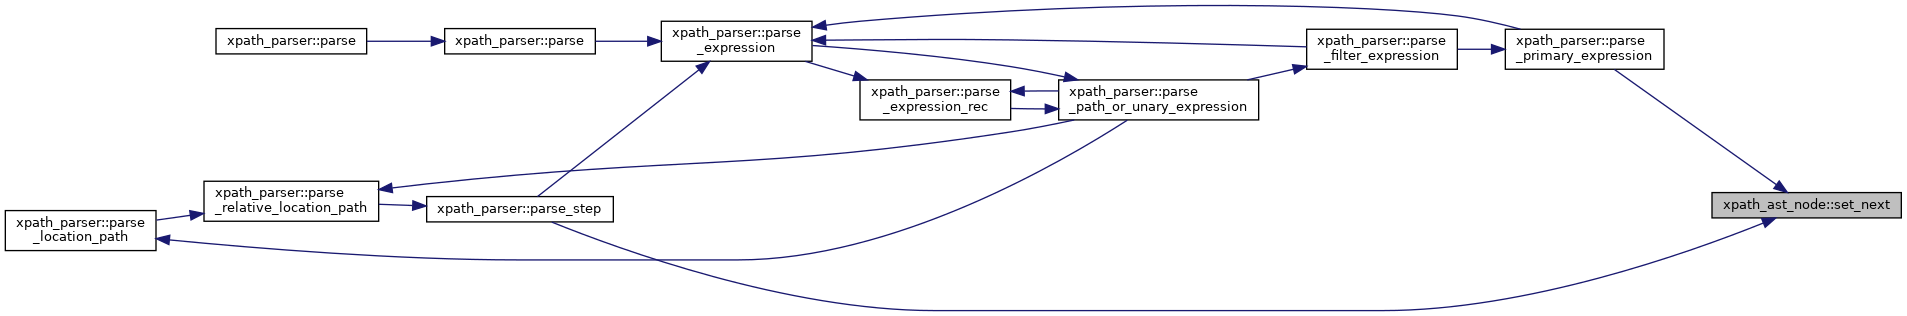 xpath_parser::parse
xpath_parser::parse
xpath_parser::parse
_expression
xpath_parser::parse
_filter_expression
xpath_parser::parse
_primary_expression
xpath_parser::parse
_expression_rec
xpath_parser::parse
_path_or_unary_expression
xpath_parser::parse
_relative_location_path
xpath_parser::parse_step
xpath_ast_node::set_next
xpath_parser::parse
_location_path